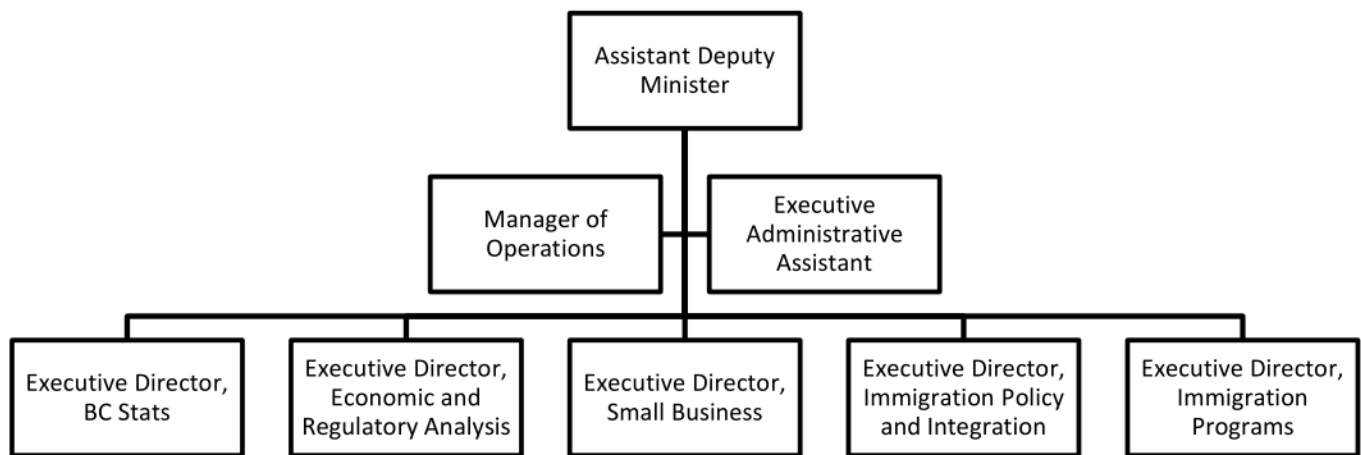 Assistant Deputy
Minister
Manager of
Operations
Executive
Administrative
Assistant
Executive Director,
BC Stats
Executive Director,
Economic and
Regulatory Analysis
Executive Director,
Small Business
Executive Director,
Immigration Policy
and Integration
Executive Director,
Immigration
Programs